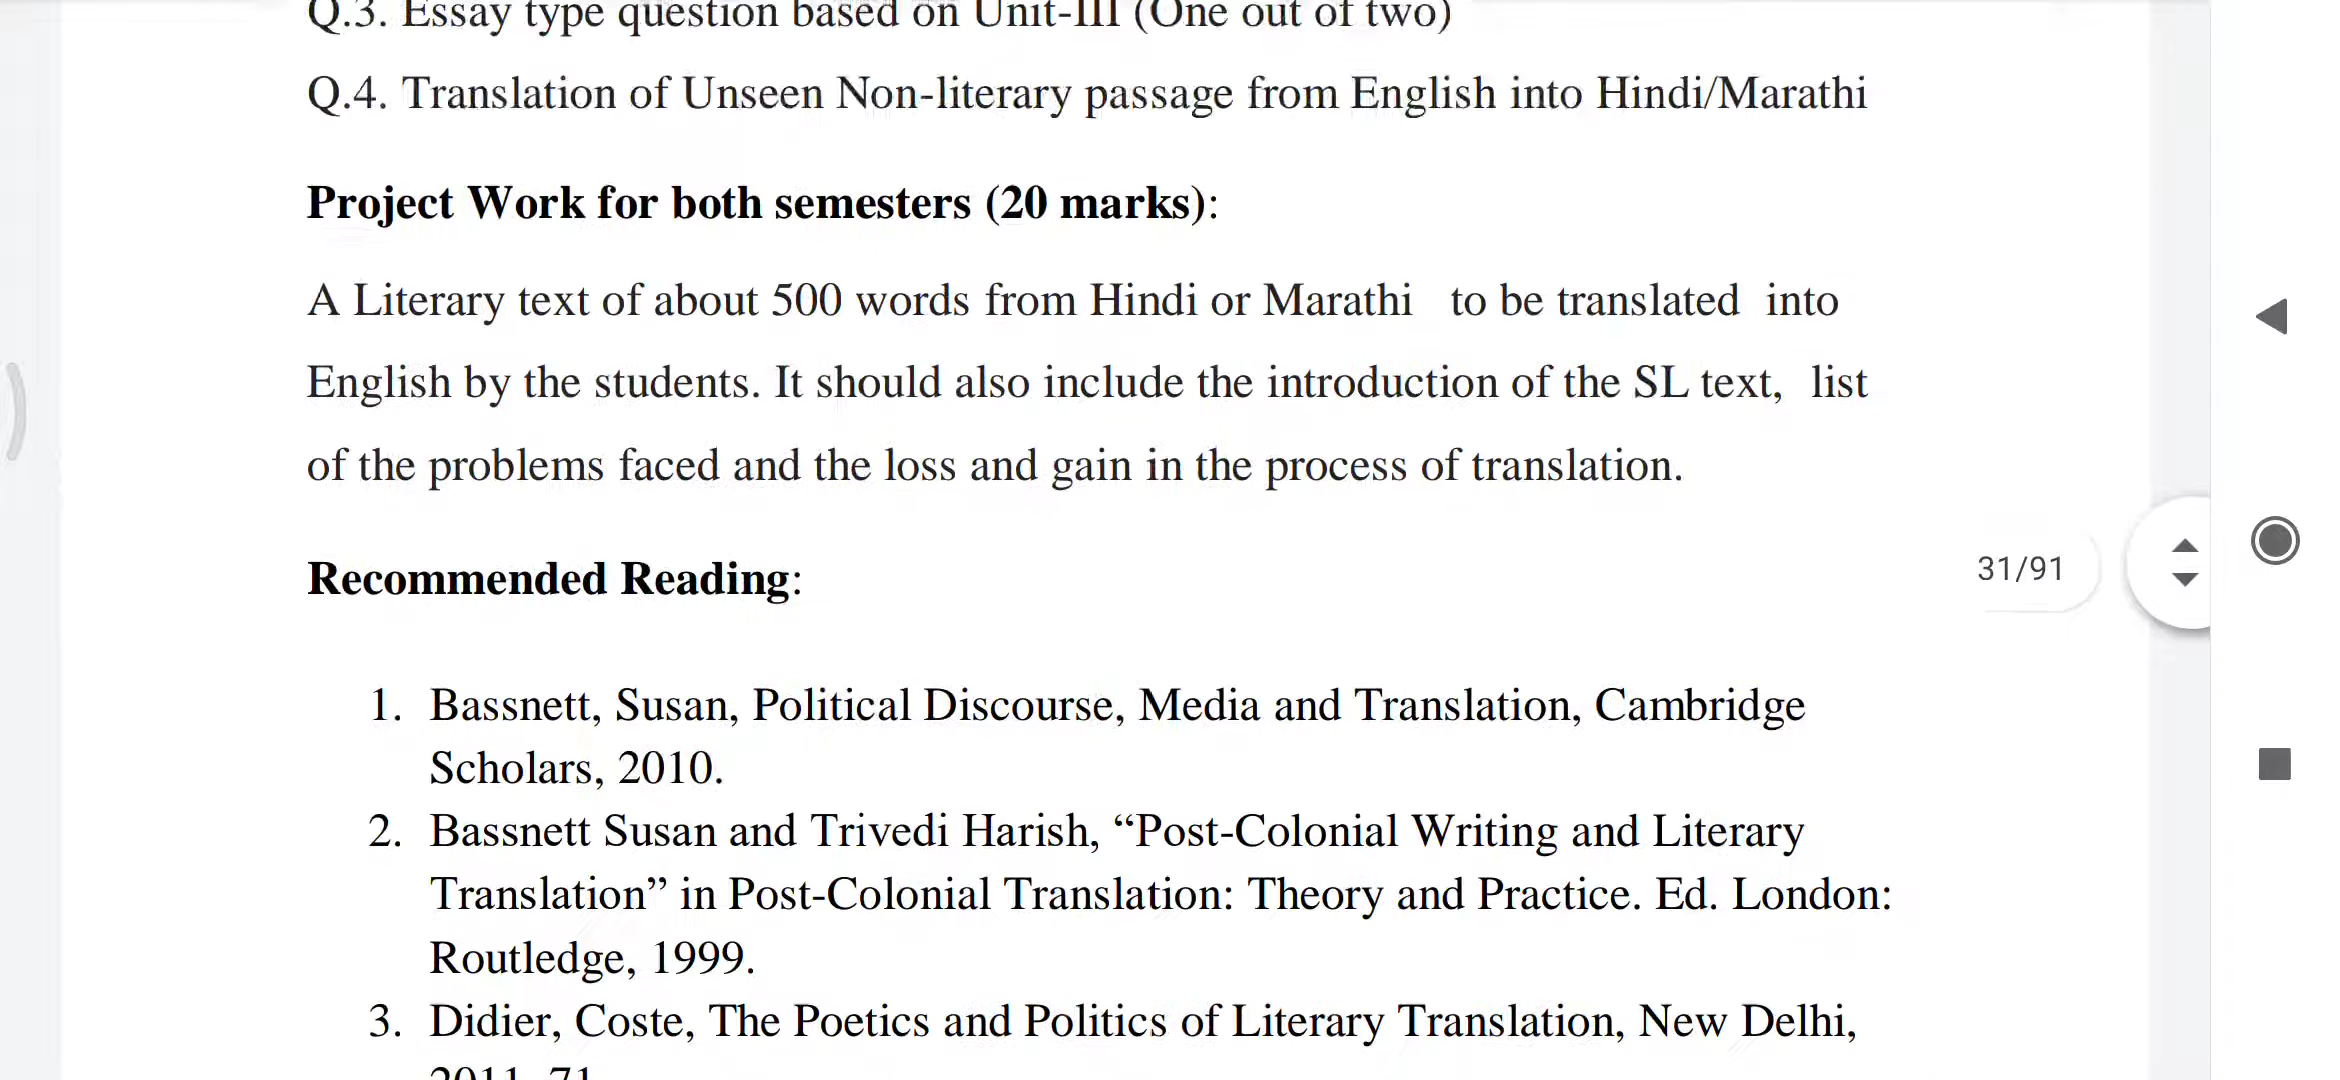 Q.3. Essay type question based on Unit-III (One out of two)
Q.4. Translation of Unseen Non-literary passage from English into Hindi/Marathi
Project Work for both semesters (20 marks):
A Literary text of about 500 words from Hindi or Marathi to be translated into
English by the students. It should also include the introduction of the SL text, list
of the problems faced and the loss and gain in the process of translation.
Recommended Reading:
31/91
1. Bassnett, Susan, Political Discourse, Media and Translation, Cambridge
Scholars, 2010.
2. Bassnett Susan and Trivedi Harish, “Post-Colonial Writing and Literary
Translation” in Post-Colonial Translation: Theory and Practice. Ed. London:
Routledge, 1999.
3. Didier, Coste, The Poetics and Politics of Literary Translation, New Delhi,